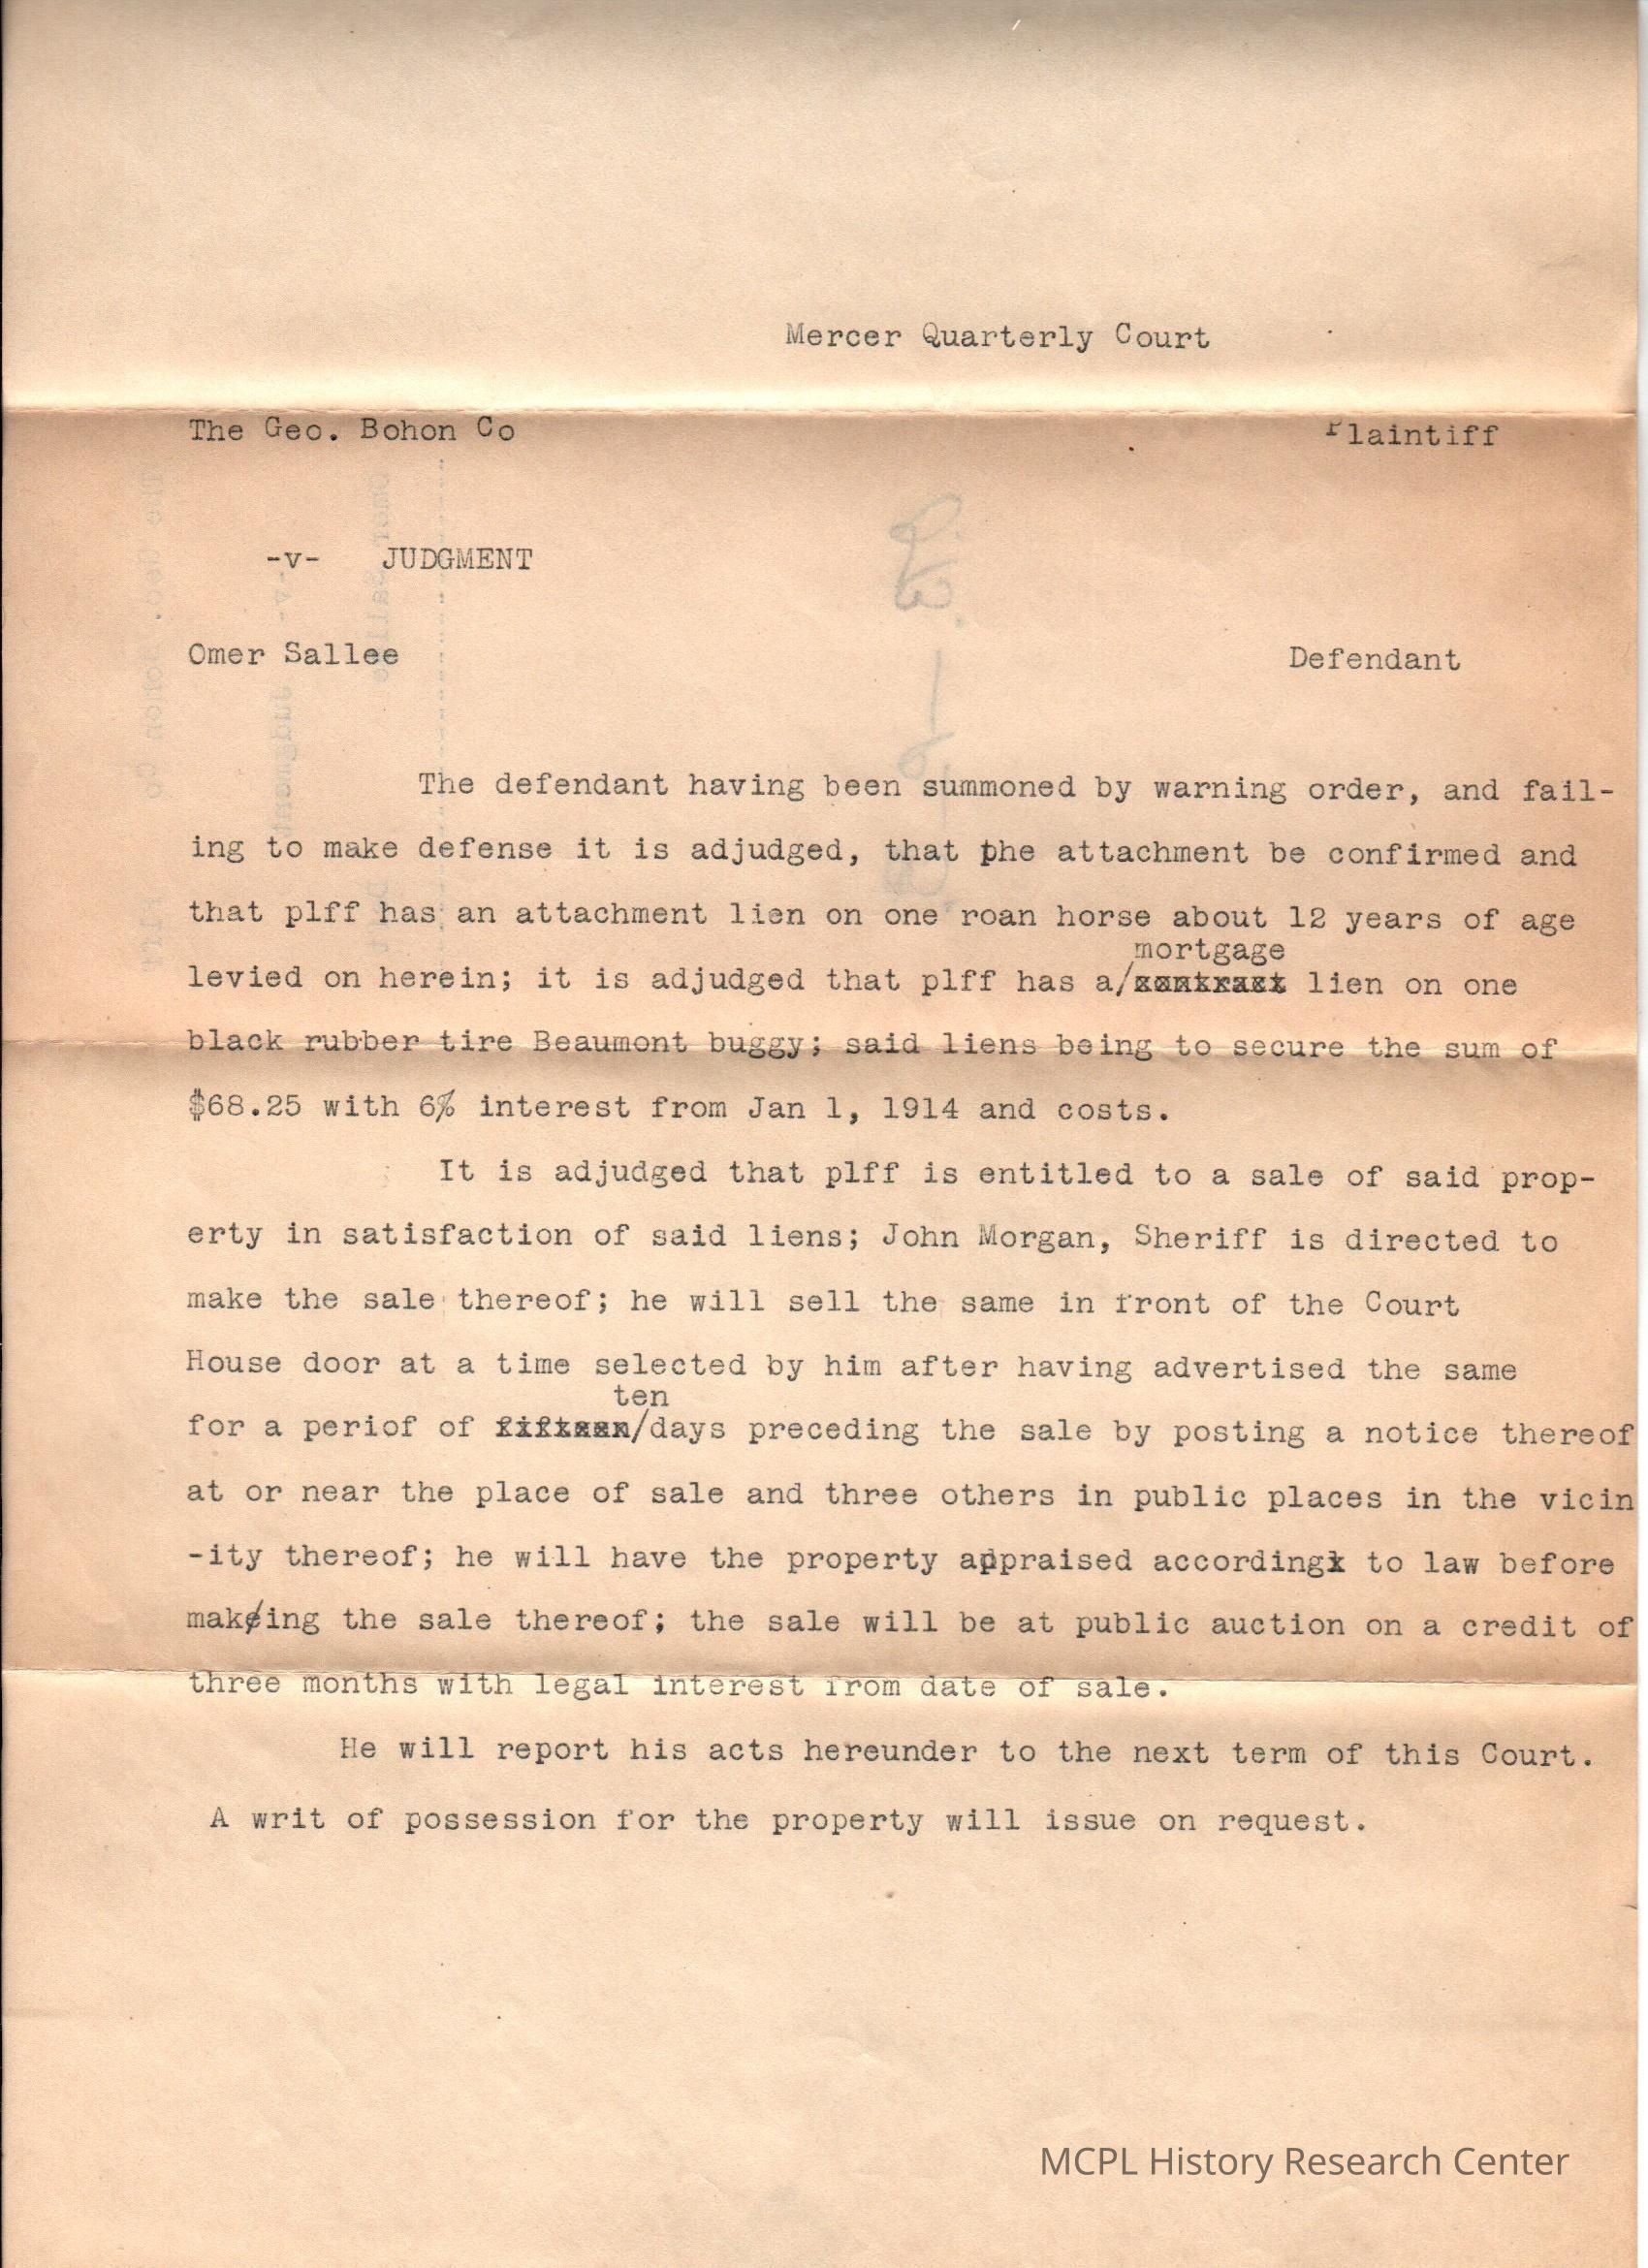 Mercer Quarterly Court
The Geo. Bohon Co Plaintiff
-v- JUDGMENT
Omer Sallee Defendant
The defendant having been summoned by warning order, and fail-
ing to make defense it is adjudged, that the attachment be confirmed and
that plff has an attachment lien on one roan horse about 12 years of age
mortgage
levied on herein; it is adjudged that plff has a/contract lien on one
black rubber tire Beaumont buggy; said liens being to secure the sum of
$68.25 with 6% interest from Jan 1, 1914 and costs.
It is adjudged that plff is entitled to a sale of said prop-
erty in satisfaction of said liens; John Morgan, Sheriff is directed to
make the sale thereof; he will sell the same in front of the Court
House door at a time selected by him after having advertised the same
ten
for a periof of fifteen/days preceding the sale by posting a notice thereof
at or near the place of sale and three others in public places in the vicin
-ity thereof; he will have the property appraised according to law before
makeing the sale thereof; the sale will be at public auction on a credit of
three months with legal interest from date of sale.
He will report his acts hereunder to the next term of this Court.
A writ of possession for the property will issue on request.
MCPL History Research Center